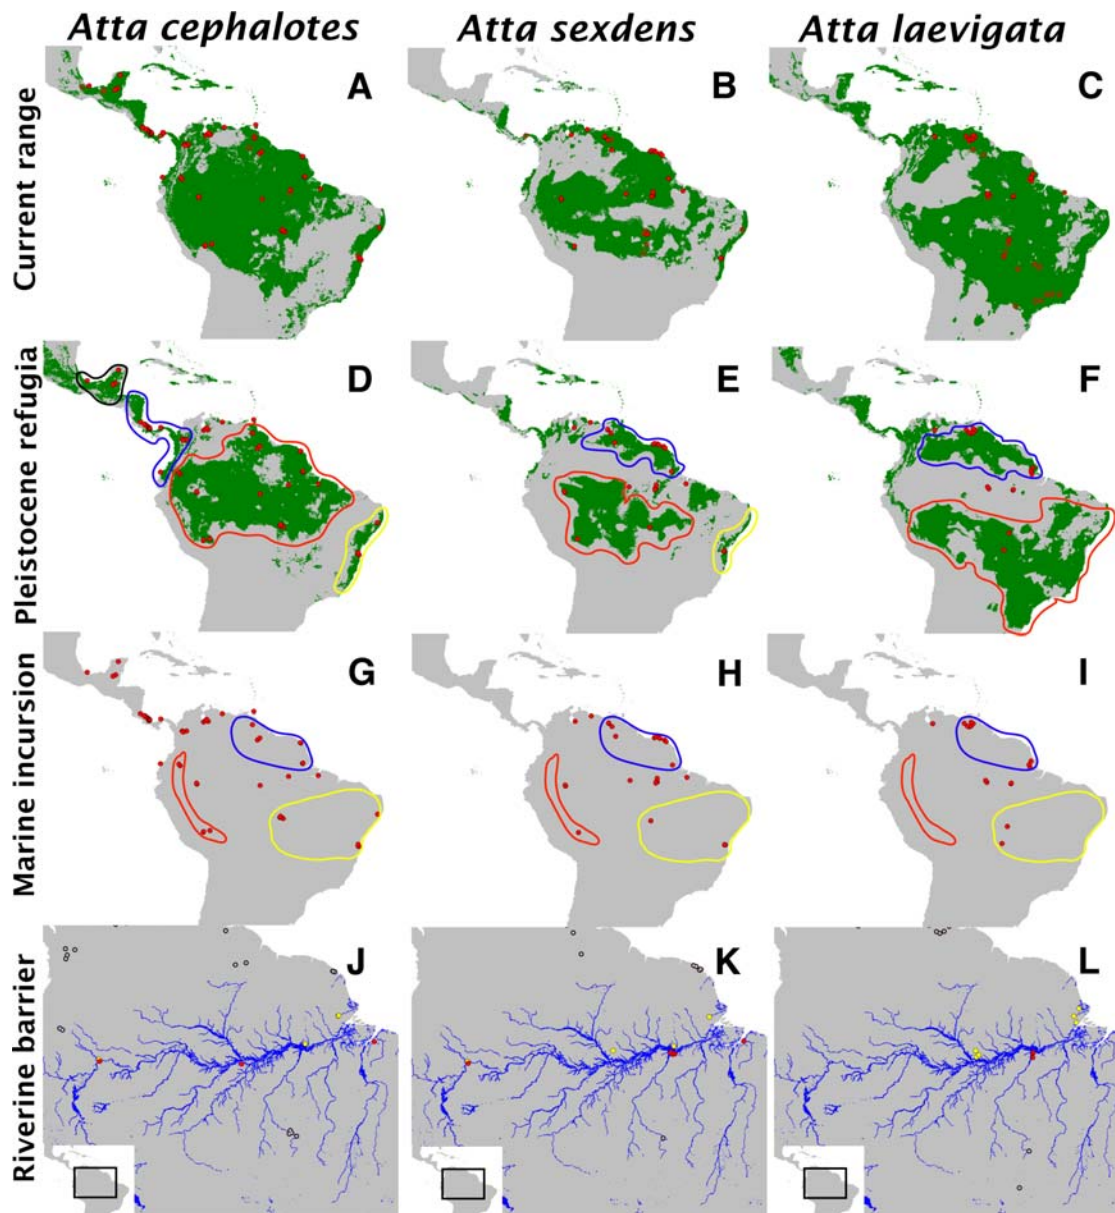 Atta cephalotes Atta sexdens Atta laevigata
Current range
A B C
Pleistocene refugia
D E F
Marine incursion
G H I
Riverine barrier
J K L